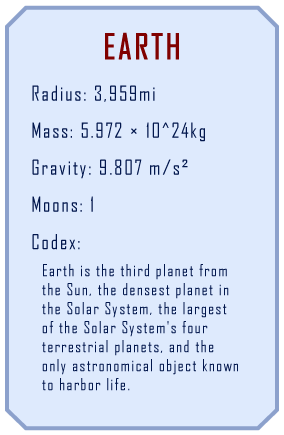 EARTH
Radius: 3,959mi
Mass: 5.972 × 10^24kg
Gravity: 9.807 m/s²
Moons: 1
Codex:
Earth is the third planet from
the Sun, the densest planet in
the Solar System, the largest
of the Solar System's four
terrestrial planets, and the
only astronomical object known
to harbor life.